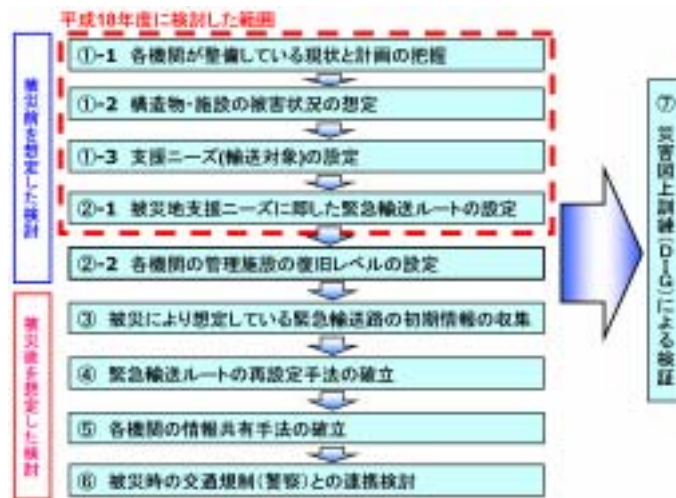 平成18年度に検討した範囲
被災前を想定した検討
①-1 各機関が整備している現状と計画の把握
①-2 構造物・施設の被害状況の想定
①-3 支援ニーズ(輸送対象)の設定
②-1 被災地支援ニーズに即した緊急輸送ルートの設定
②-2 各機関の管理施設の復旧レベルの設定
被災後を想定した検討
③ 被災により想定している緊急輸送路の初期情報の収集
④ 緊急輸送ルートの再設定手法の確立
⑤ 各機関の情報共有手法の確立
⑥ 被災時の交通規制(警察)との連携検討
⑦ 災害図上訓練(DIG)による検証